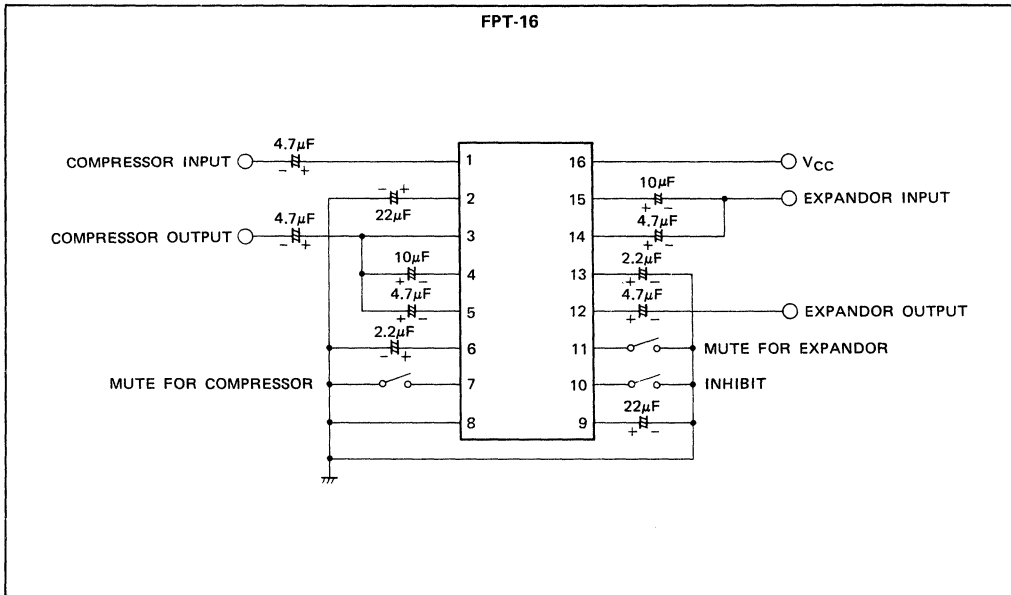 FPT-16
4.7μF
COMPRESSOR INPUT
- +
1
16
VCC
- +
22μF
2
15
10μF
+ -
EXPANDOR INPUT
4.7μF
COMPRESSOR OUTPUT
- +
3
14
4.7μF
+ -
10μF
+ -
4
13
2.2μF
+ -
4.7μF
+ -
5
12
4.7μF
+ -
EXPANDOR OUTPUT
2.2μF
- +
6
11
MUTE FOR EXPANDOR
MUTE FOR COMPRESSOR
7
10
INHIBIT
8
9
22μF
+ -